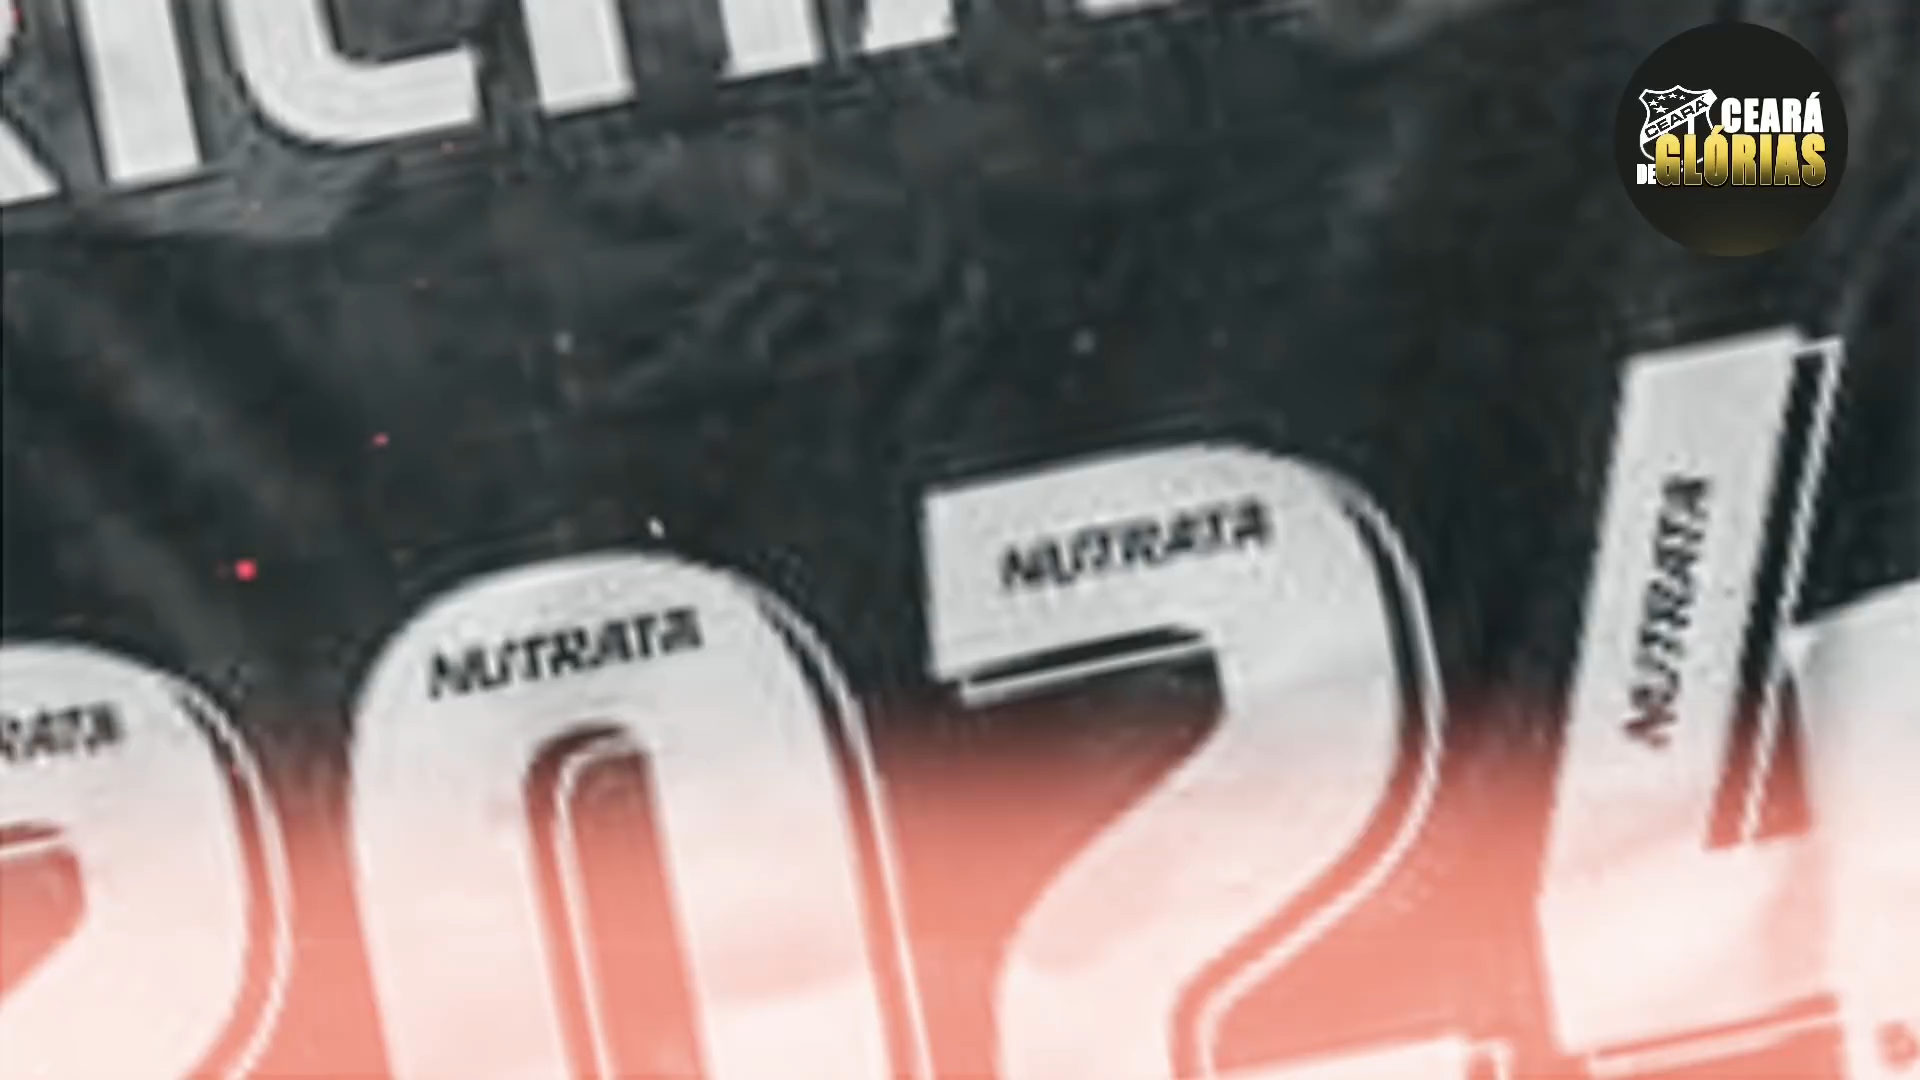 CEARÁ
CEARÁ
DE GLÓRIAS
NUTRATA
NUTRATA
NUTRATA
2024